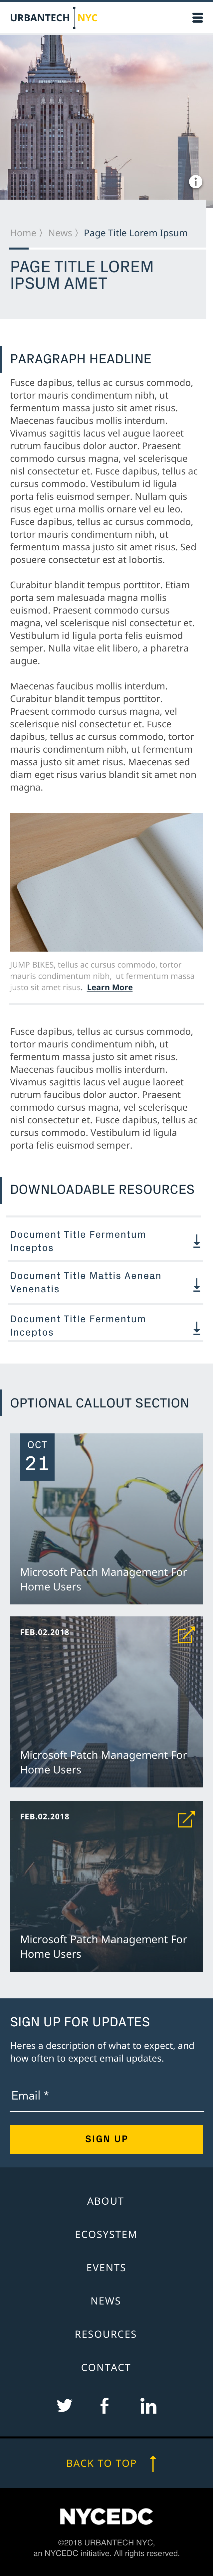 URBANTECH NYC
Home > News > Page Title Lorem Ipsum
PAGE TITLE LOREM
IPSUM AMET
PARAGRAPH HEADLINE
Fusce dapibus, tellus ac cursus commodo,
tortor mauris condimentum nibh, ut
fermentum massa justo sit amet risus.
Maecenas faucibus mollis interdum.
Vivamus sagittis lacus vel augue laoreet
rutrum faucibus dolor auctor. Praesent
commodo cursus magna, vel scelerisque
nisl consectetur et. Fusce dapibus, tellus ac
cursus commodo. Vestibulum id ligula
porta felis euismod semper. Nullam quis
risus eget urna mollis ornare vel eu leo.
Fusce dapibus, tellus ac cursus commodo,
tortor mauris condimentum nibh, ut
fermentum massa justo sit amet risus. Sed
posuere consectetur est at lobortis.
Curabitur blandit tempus porttitor. Etiam
porta sem malesuada magna mollis
euismod. Praesent commodo cursus
magna, vel scelerisque nisl consectetur et.
Vestibulum id ligula porta felis euismod
semper. Nulla vitae elit libero, a pharetra
augue.
Maecenas faucibus mollis interdum.
Curabitur blandit tempus porttitor.
Praesent commodo cursus magna, vel
scelerisque nisl consectetur et. Fusce
dapibus, tellus ac cursus commodo, tortor
mauris condimentum nibh, ut fermentum
massa justo sit amet risus. Maecenas sed
diam eget risus varius blandit sit amet non
magna.
JUMP BIKES, tellus ac cursus commodo, tortor
mauris condimentum nibh, ut fermentum massa
justo sit amet risus. Learn More
Fusce dapibus, tellus ac cursus commodo,
tortor mauris condimentum nibh, ut
fermentum massa justo sit amet risus.
Maecenas faucibus mollis interdum.
Vivamus sagittis lacus vel augue laoreet
rutrum faucibus dolor auctor. Praesent
commodo cursus magna, vel scelerisque
nisl consectetur et. Fusce dapibus, tellus ac
cursus commodo. Vestibulum id ligula
porta felis euismod semper.
DOWNLOADABLE RESOURCES
Document Title Fermentum
Inceptos
Document Title Mattis Aenean
Venenatis
Document Title Fermentum
Inceptos
OPTIONAL CALLOUT SECTION
OCT
21
Microsoft Patch Management For
Home Users
FEB.02.2018
Microsoft Patch Management For
Home Users
FEB.02.2018
Microsoft Patch Management For
Home Users
SIGN UP FOR UPDATES
Heres a description of what to expect, and
how often to expect email updates.
Email *
SIGN UP
ABOUT
ECOSYSTEM
EVENTS
NEWS
RESOURCES
CONTACT
BACK TO TOP
NYCEDC
©2018 URBANTECH NYC,
an NYCEDC initiative. All rights reserved.